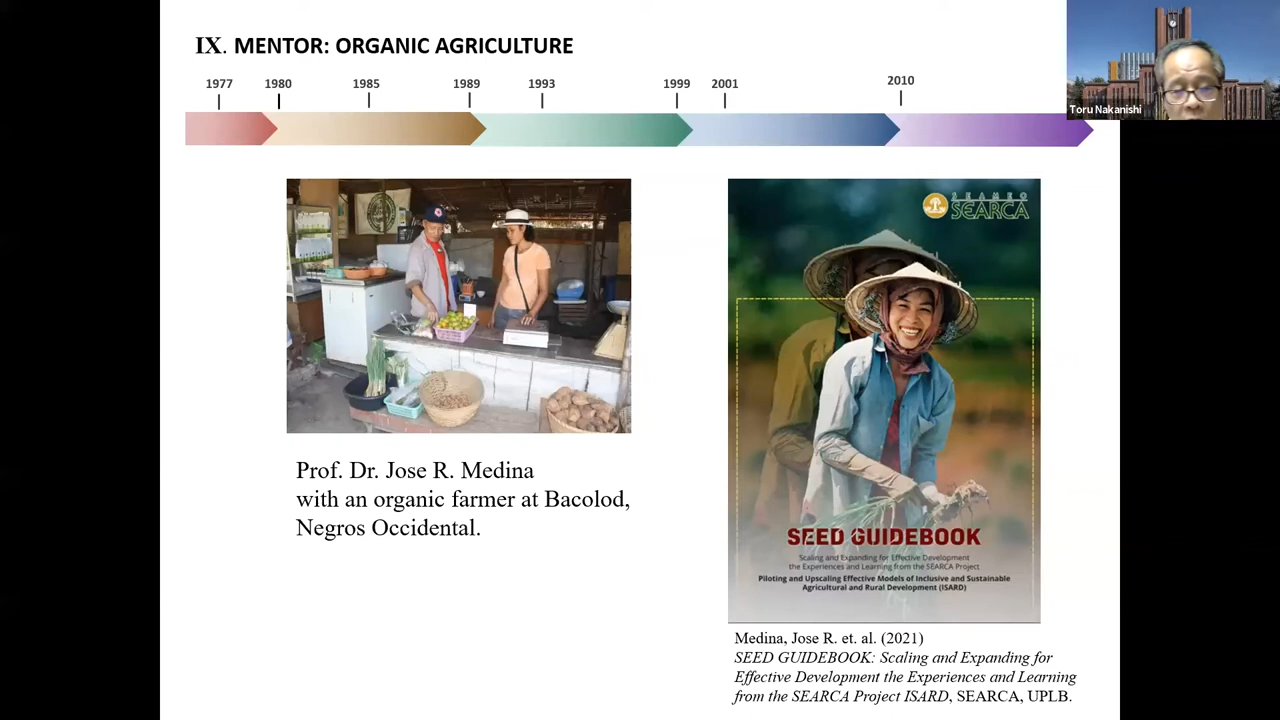 IX. MENTOR: ORGANIC AGRICULTURE
1977 1980 1985 1989 1993 1999 2001 2010
Toru Nakanishi
SEAMEO
SEARCA
SEED GUIDEBOOK
Scaling and Expanding for Effective Development
the Experiences and Learning from the SEARCA Project
Piloting and Upscaling Effective Models of Inclusive and Sustainable
Agricultural and Rural Development (ISARD)
Prof. Dr. Jose R. Medina
with an organic farmer at Bacolod,
Negros Occidental.
Medina, Jose R. et. al. (2021)
SEED GUIDEBOOK: Scaling and Expanding for
Effective Development the Experiences and Learning
from the SEARCA Project ISARD, SEARCA, UPLB.